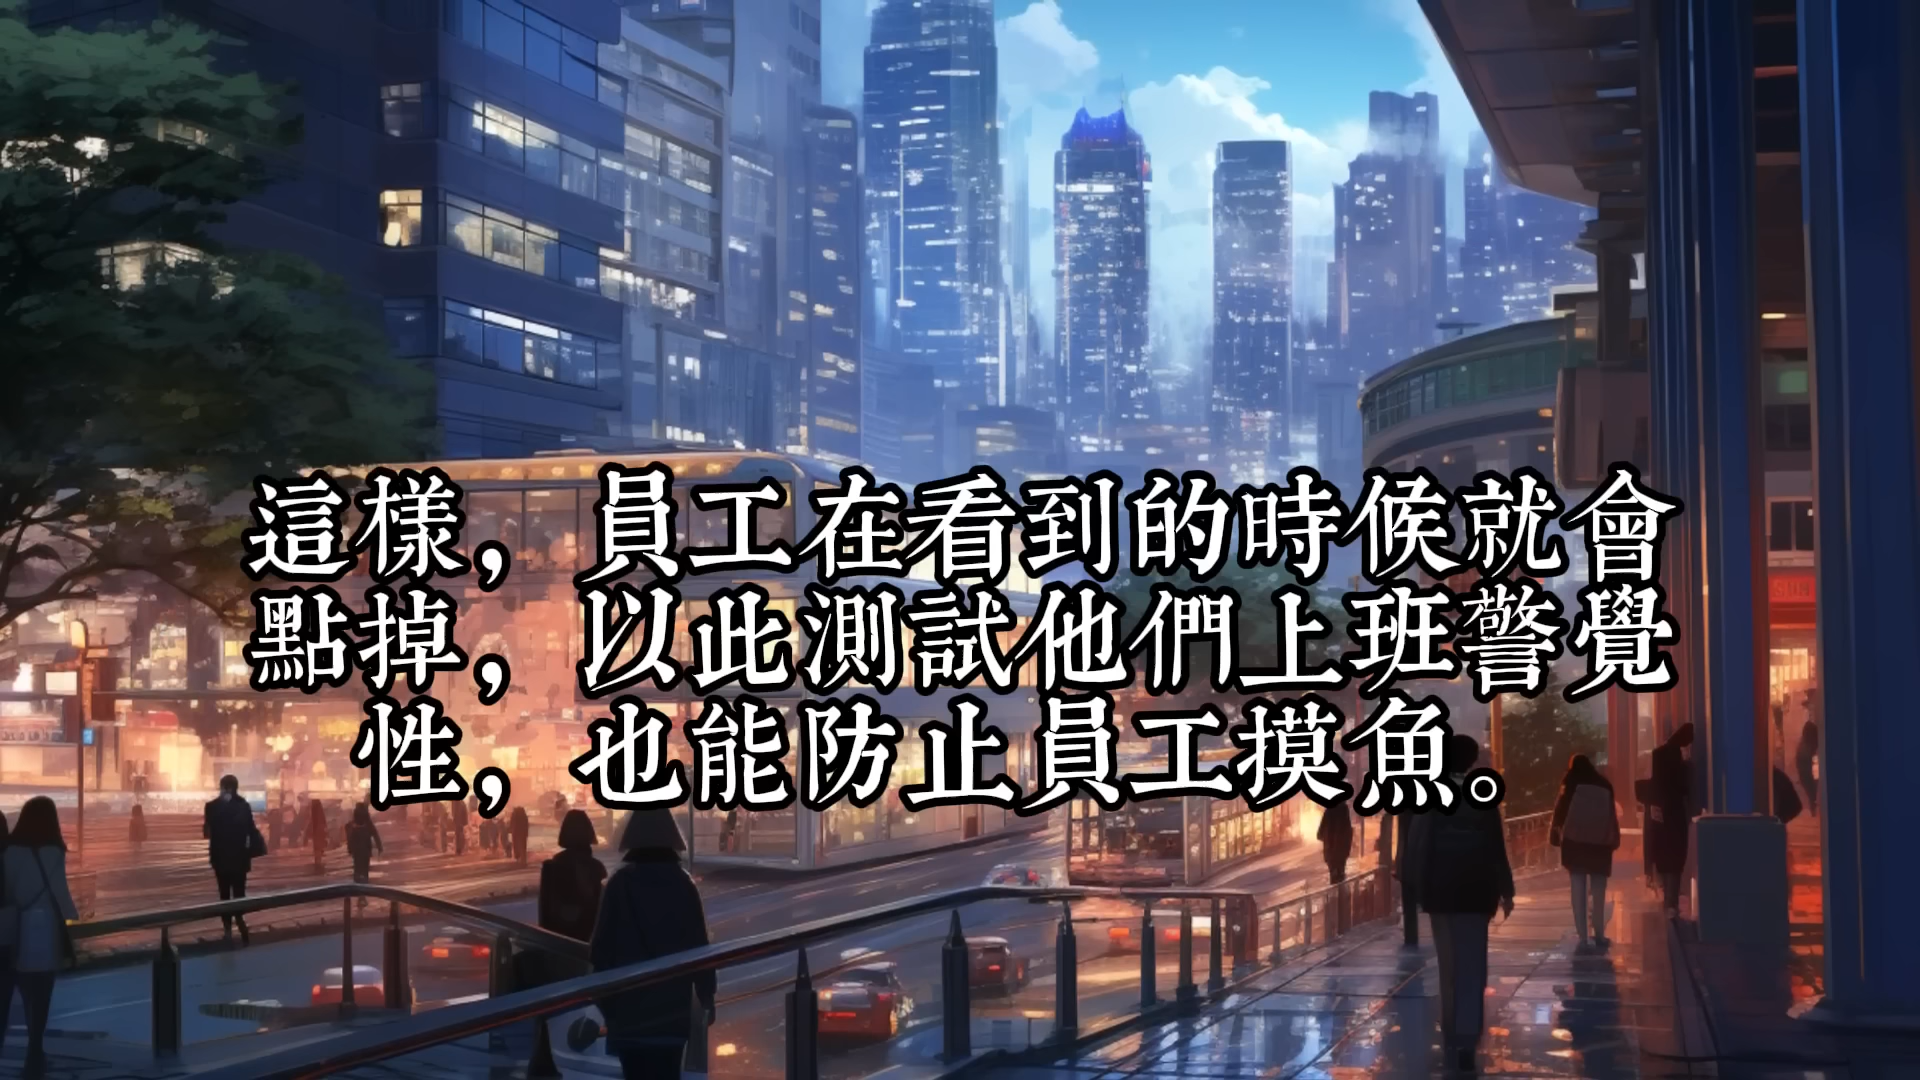 這樣，員工在看到的時候就會
點掉，以此測試他們上班警覺
性，也能防止員工摸魚。